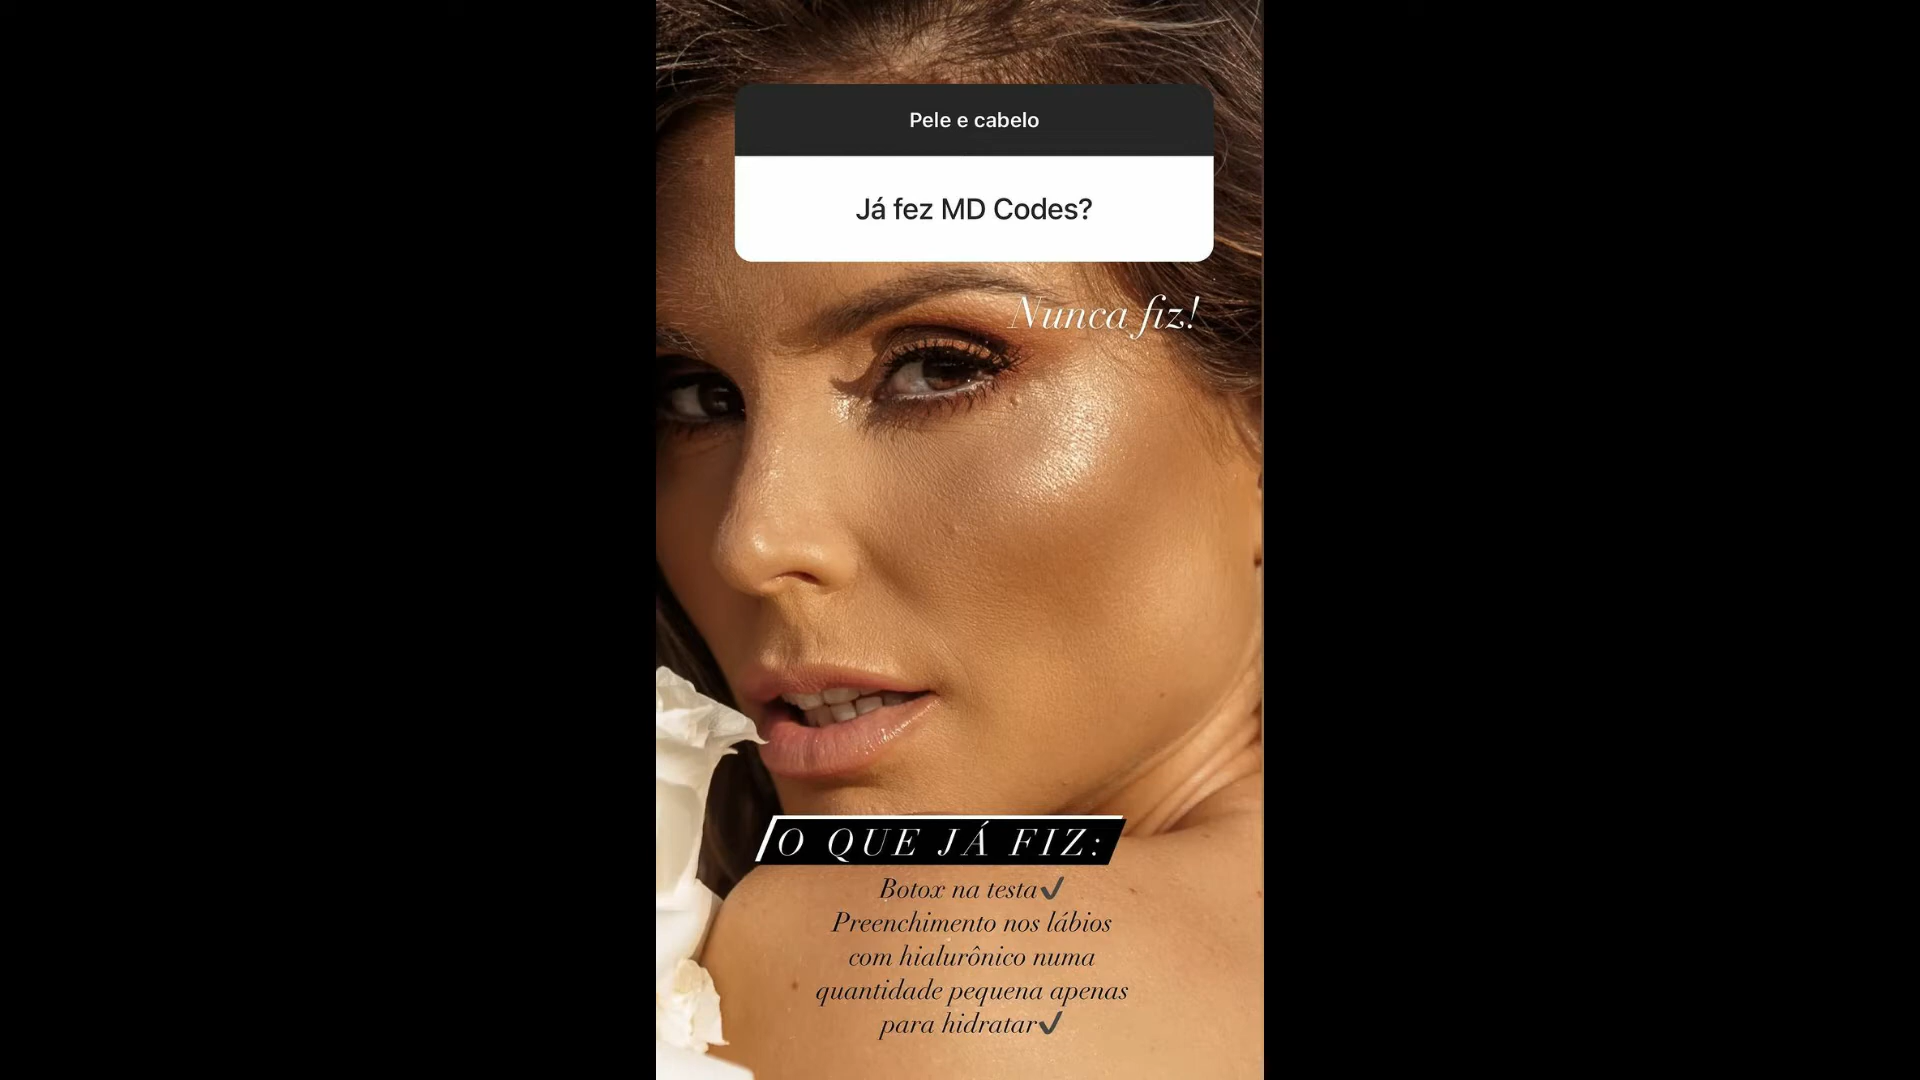 Pele e cabelo
Já fez MD Codes?
Nunca fiz!
O QUE JÁ FIZ:
Botox na testa✔
Preenchimento nos lábios
com hialurônico numa
quantidade pequena apenas
para hidratar✔